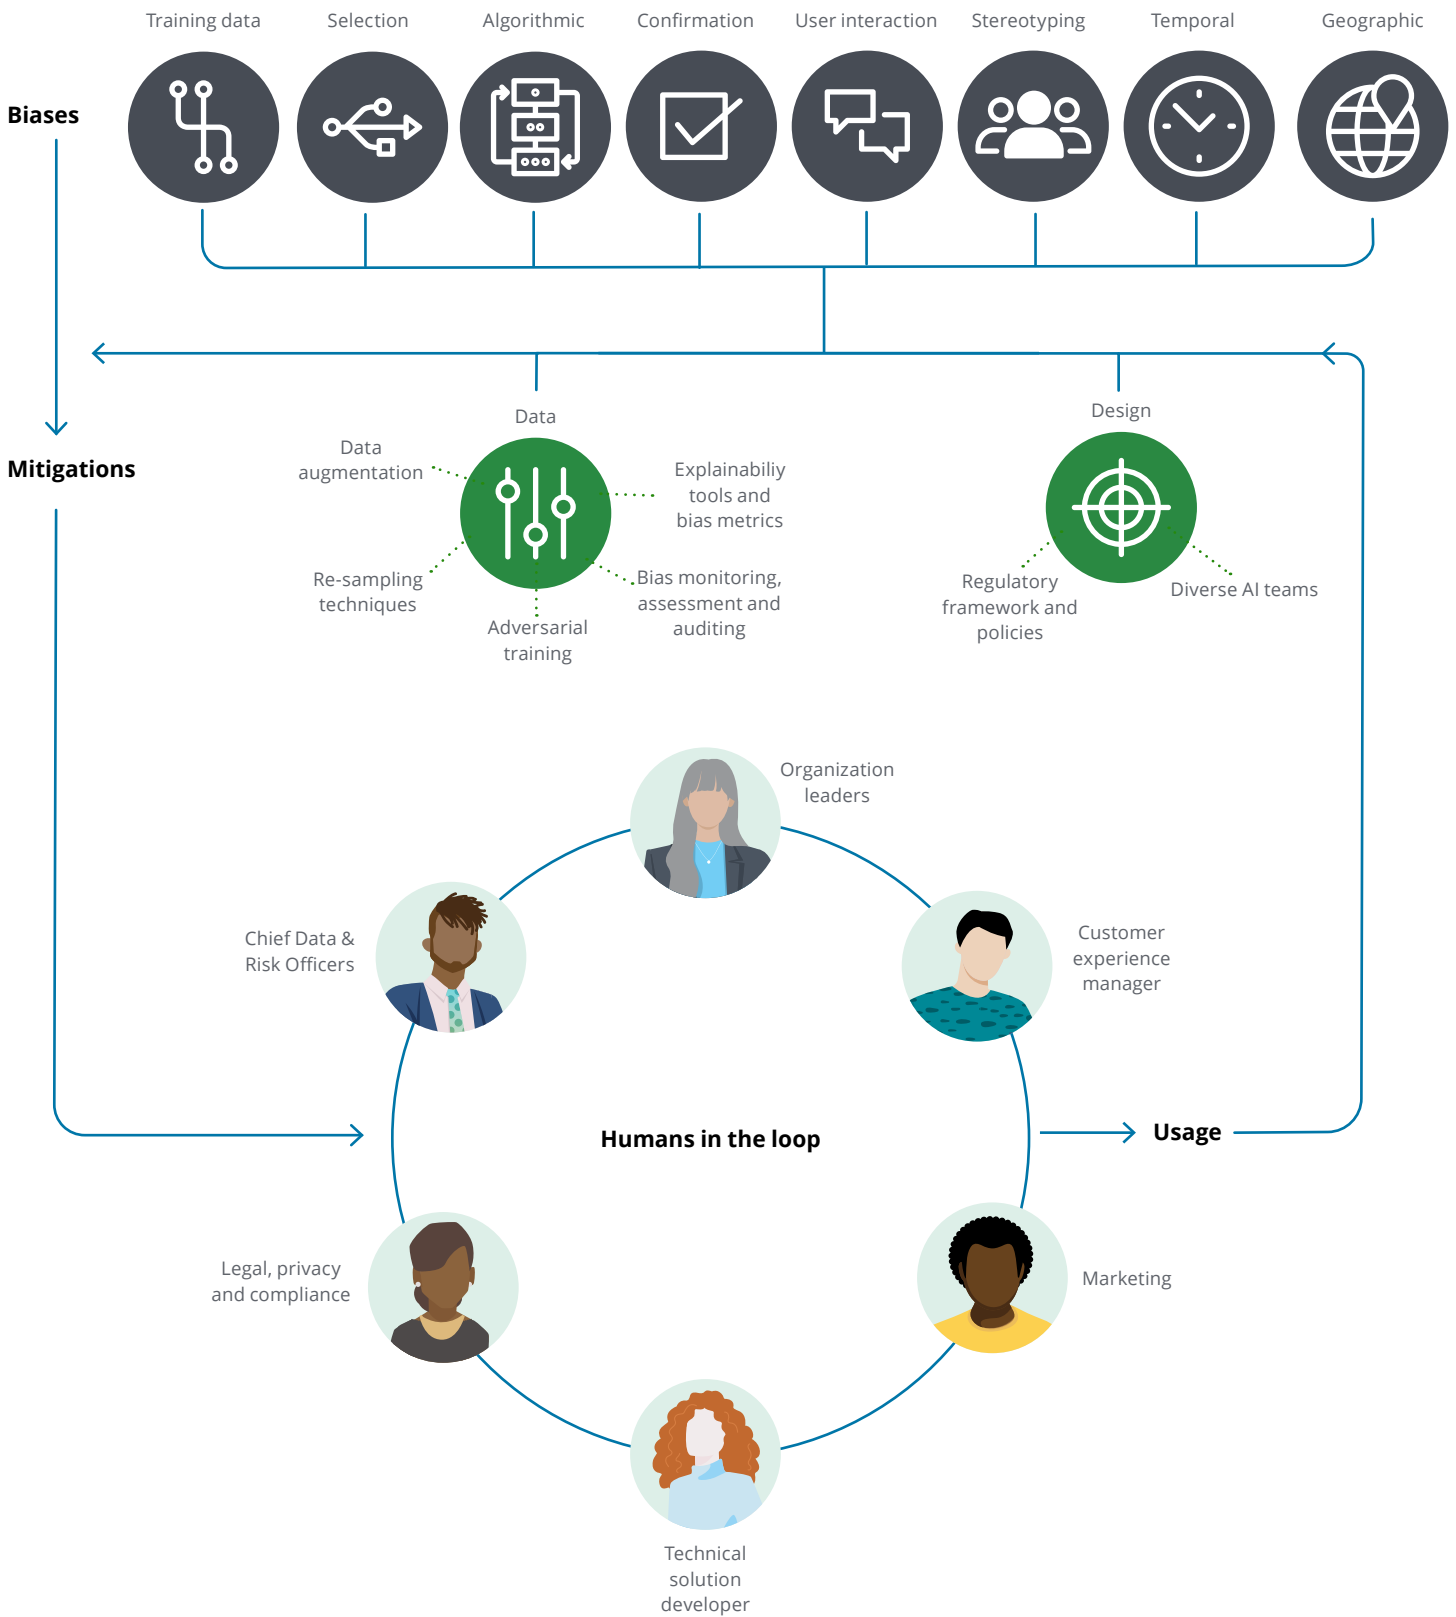 Training data
Selection
Algorithmic
Confirmation
User interaction
Stereotyping
Temporal
Geographic
Biases
Mitigations
Data
Data
augmentation
Explainabiliy
tools and
bias metrics
Re-sampling
techniques
Adversarial
training
Bias monitoring,
assessment and
auditing
Design
Regulatory
framework and
policies
Diverse AI teams
Organization
leaders
Chief Data &
Risk Officers
Customer
experience
manager
Humans in the loop
Usage
Legal, privacy
and compliance
Marketing
Technical
solution
developer